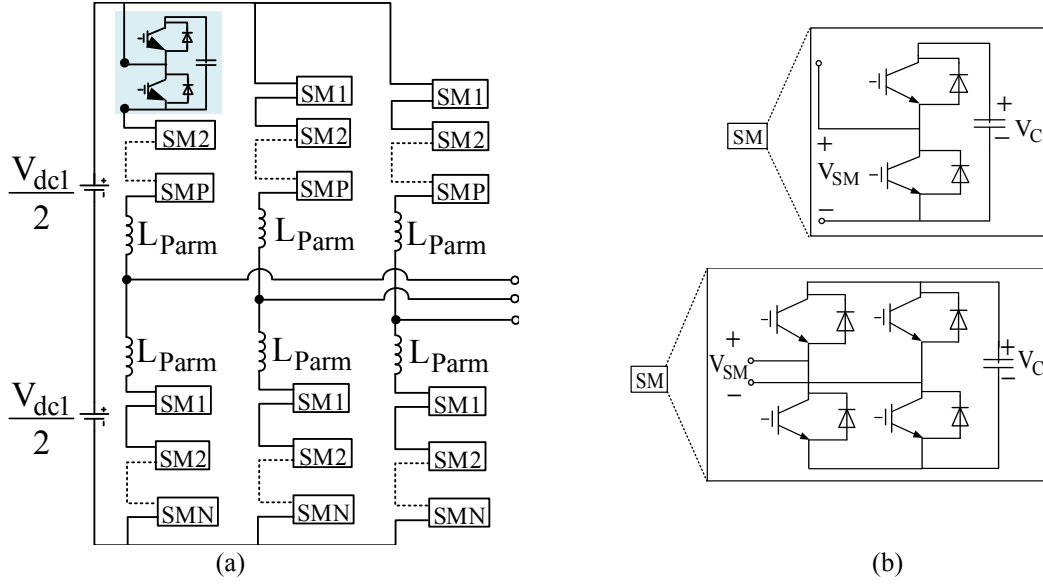 SM1
SM1
SM2
SM2
SM2
SMP
SMP
SMP
V_dc1
2
L_Parm
L_Parm
L_Parm
L_Parm
L_Parm
L_Parm
V_dc1
2
SM1
SM1
SM1
SM2
SM2
SM2
SMN
SMN
SMN
(a)
SM
+
V_SM
−
+
V_C
−
SM
+
V_SM
−
+
V_C
−
(b)